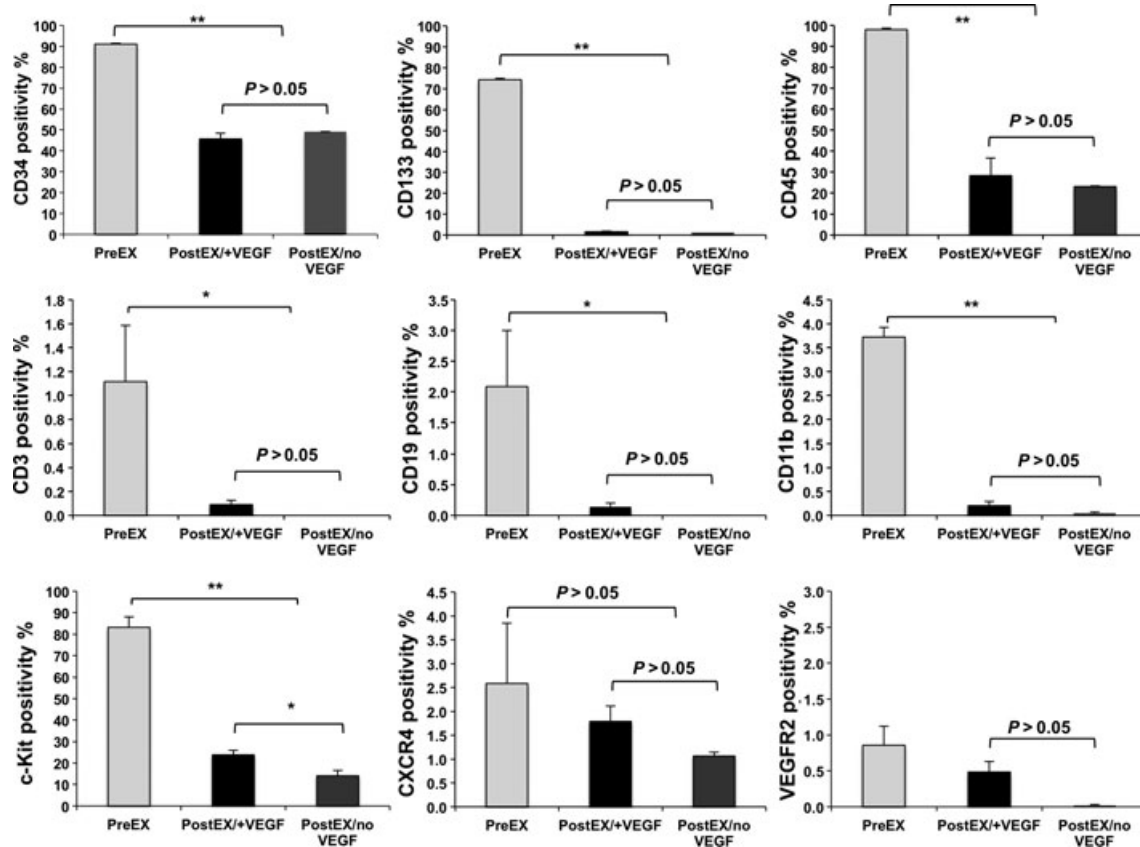 CD34 positivity %
100
90
80
70
60
50
40
30
20
10
0
**
P > 0.05
PreEX PostEX/+VEGF PostEX/no
VEGF
CD133 positivity %
100
90
80
70
60
50
40
30
20
10
0
**
P > 0.05
PreEX PostEX/+VEGF PostEX/no
VEGF
CD45 positivity %
100
90
80
70
60
50
40
30
20
10
0
**
P > 0.05
PreEX PostEX/+VEGF PostEX/no
VEGF
CD3 positivity %
1.8
1.6
1.4
1.2
1.0
0.8
0.6
0.4
0.2
0.0
*
P > 0.05
PreEX PostEX/+VEGF PostEX/no
VEGF
CD19 positivity %
3.5
3.0
2.5
2.0
1.5
1.0
0.5
0.0
*
P > 0.05
PreEX PostEX/+VEGF PostEX/no
VEGF
CD11b positivity %
4.5
4.0
3.5
3.0
2.5
2.0
1.5
1.0
0.5
0.0
**
P > 0.05
PreEX PostEX/+VEGF PostEX/no
VEGF
c-Kit positivity %
100
90
80
70
60
50
40
30
20
10
0
**
*
PreEX PostEX/+VEGF PostEX/no
VEGF
CXCR4 positivity %
4.5
4.0
3.5
3.0
2.5
2.0
1.5
1.0
0.5
0.0
P > 0.05
P > 0.05
PreEX PostEX/+VEGF PostEX/no
VEGF
VEGFR2 positivity %
3.0
2.5
2.0
1.5
1.0
0.5
0.0
P > 0.05
PreEX PostEX/+VEGF PostEX/no
VEGF